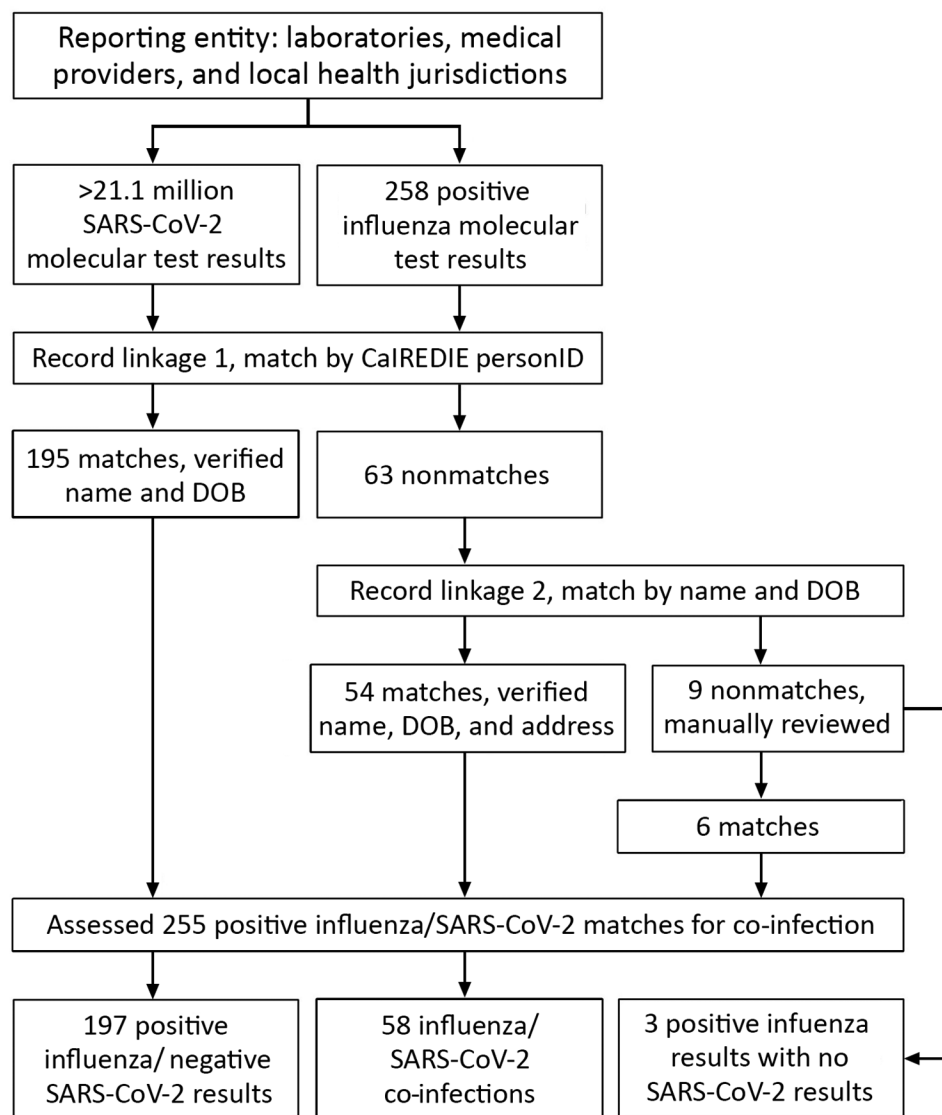 Reporting entity: laboratories, medical
providers, and local health jurisdictions
>21.1 million
SARS-CoV-2
molecular test results
258 positive
influenza molecular
test results
Record linkage 1, match by CalREDIE personID
195 matches, verified
name and DOB
63 nonmatches
Record linkage 2, match by name and DOB
54 matches, verified
name, DOB, and address
9 nonmatches,
manually reviewed
6 matches
Assessed 255 positive influenza/SARS-CoV-2 matches for co-infection
197 positive
influenza/ negative
SARS-CoV-2 results
58 influenza/
SARS-CoV-2
co-infections
3 positive infuenza
results with no
SARS-CoV-2 results